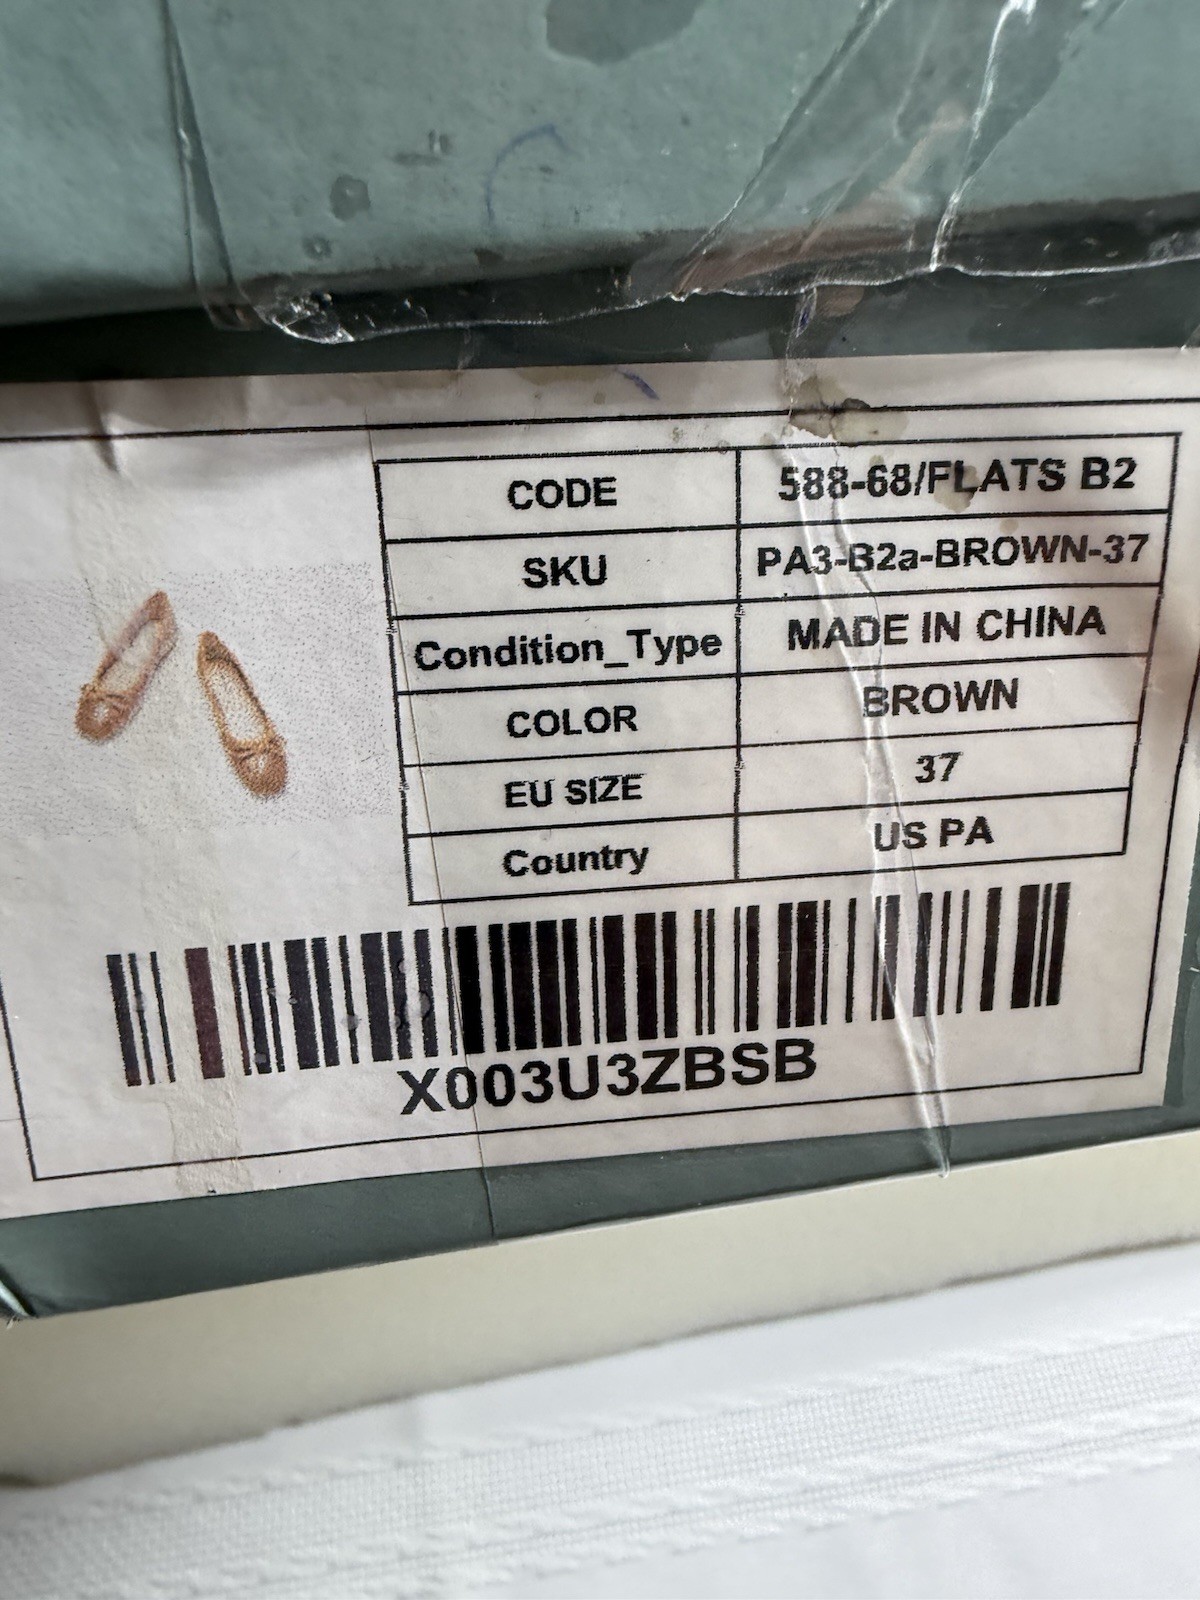 CODE 588-68/FLATS B2
SKU PA3-B2a-BROWN-37
Condition_Type MADE IN CHINA
COLOR BROWN
EU SIZE 37
Country US PA
X003U3ZBSB